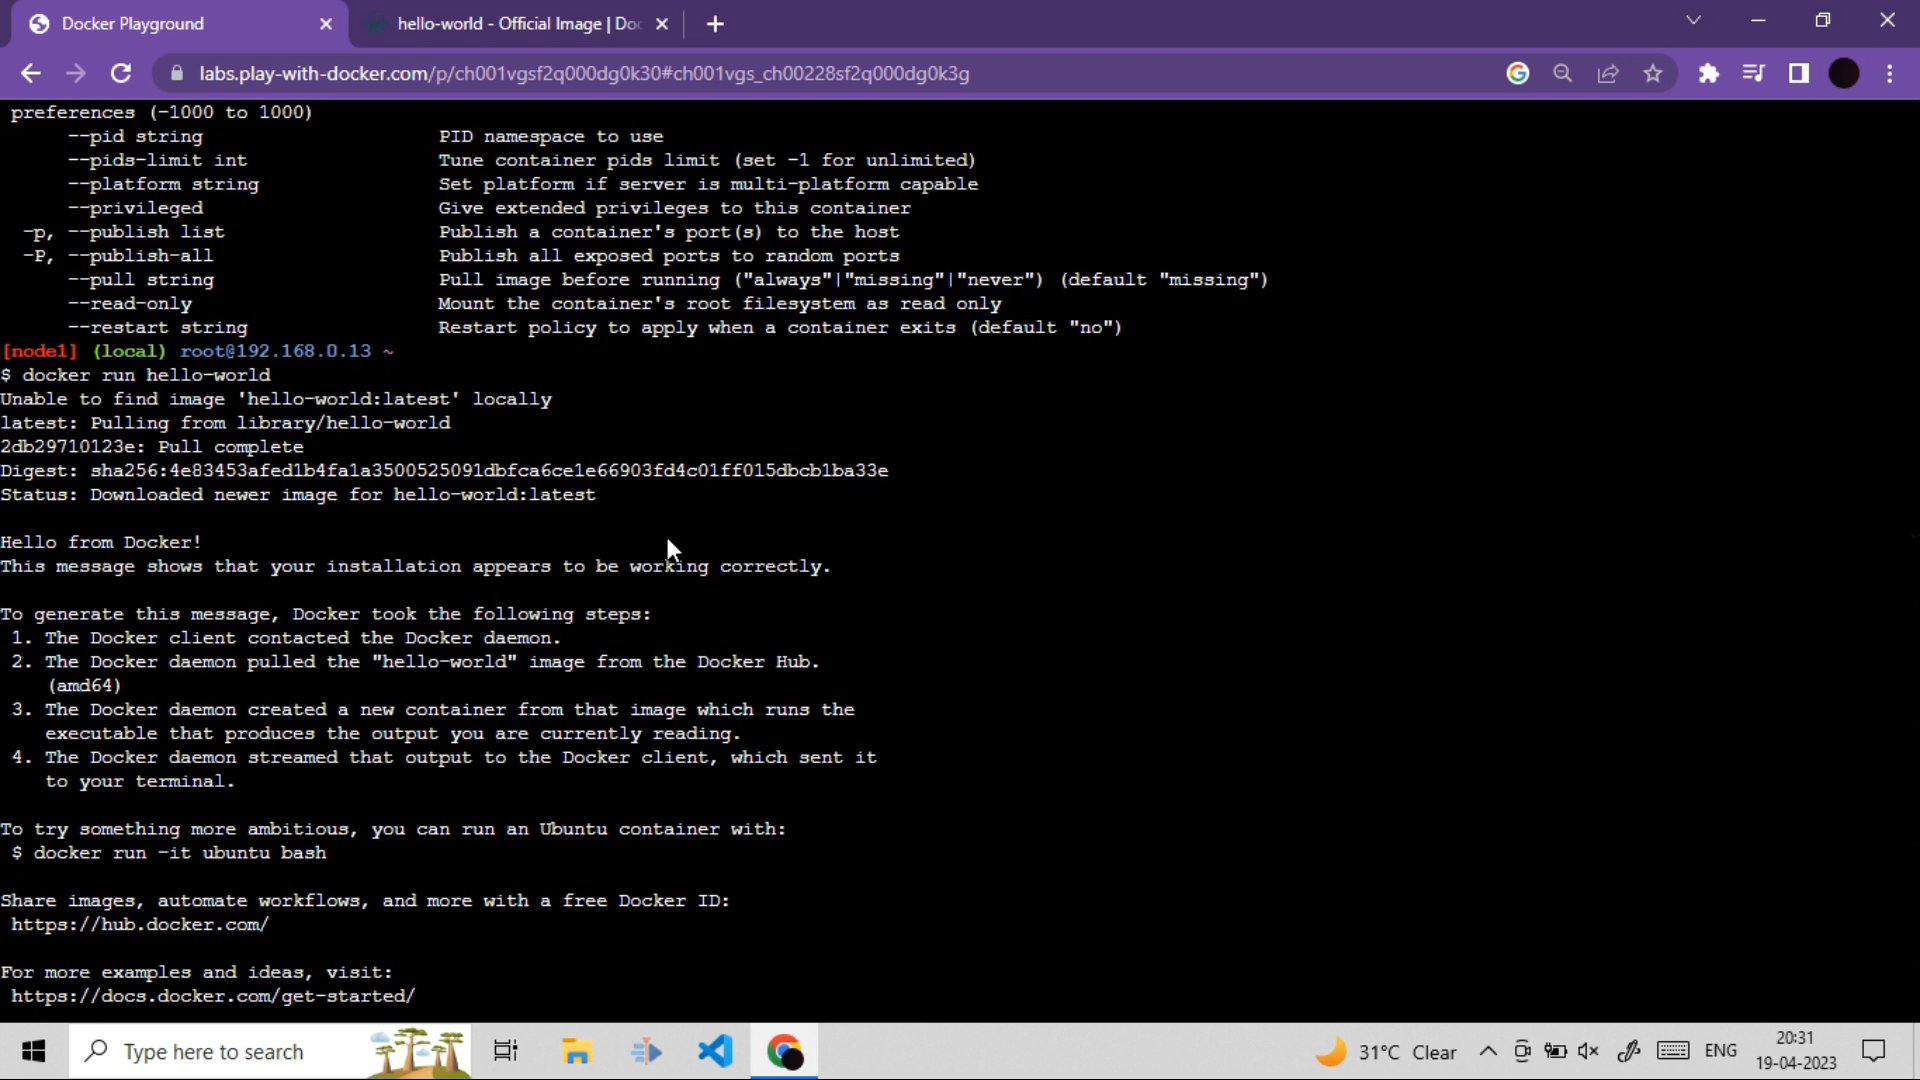 Docker Playground
hello-world - Official Image | Doc
labs.play-with-docker.com/p/ch001vgsf2q000dg0k30#ch001vgs_ch00228sf2q000dg0k3g
preferences (-1000 to 1000)
--pid string PID namespace to use
--pids-limit int Tune container pids limit (set -1 for unlimited)
--platform string Set platform if server is multi-platform capable
--privileged Give extended privileges to this container
-p, --publish list Publish a container's port(s) to the host
-P, --publish-all Publish all exposed ports to random ports
--pull string Pull image before running ("always"|"missing"|"never") (default "missing")
--read-only Mount the container's root filesystem as read only
--restart string Restart policy to apply when a container exits (default "no")
[node1] (local) root@192.168.0.13 ~
$ docker run hello-world
Unable to find image 'hello-world:latest' locally
latest: Pulling from library/hello-world
2db29710123e: Pull complete
Digest: sha256:4e83453afed1b4fa1a3500525091dbfca6ce1e66903fd4c01ff015dbcb1ba33e
Status: Downloaded newer image for hello-world:latest
Hello from Docker!
This message shows that your installation appears to be working correctly.
To generate this message, Docker took the following steps:
1. The Docker client contacted the Docker daemon.
2. The Docker daemon pulled the "hello-world" image from the Docker Hub.
(amd64)
3. The Docker daemon created a new container from that image which runs the
executable that produces the output you are currently reading.
4. The Docker daemon streamed that output to the Docker client, which sent it
to your terminal.
To try something more ambitious, you can run an Ubuntu container with:
$ docker run -it ubuntu bash
Share images, automate workflows, and more with a free Docker ID:
https://hub.docker.com/
For more examples and ideas, visit:
https://docs.docker.com/get-started/
Type here to search
31°C Clear
ENG
20:31
19-04-2023